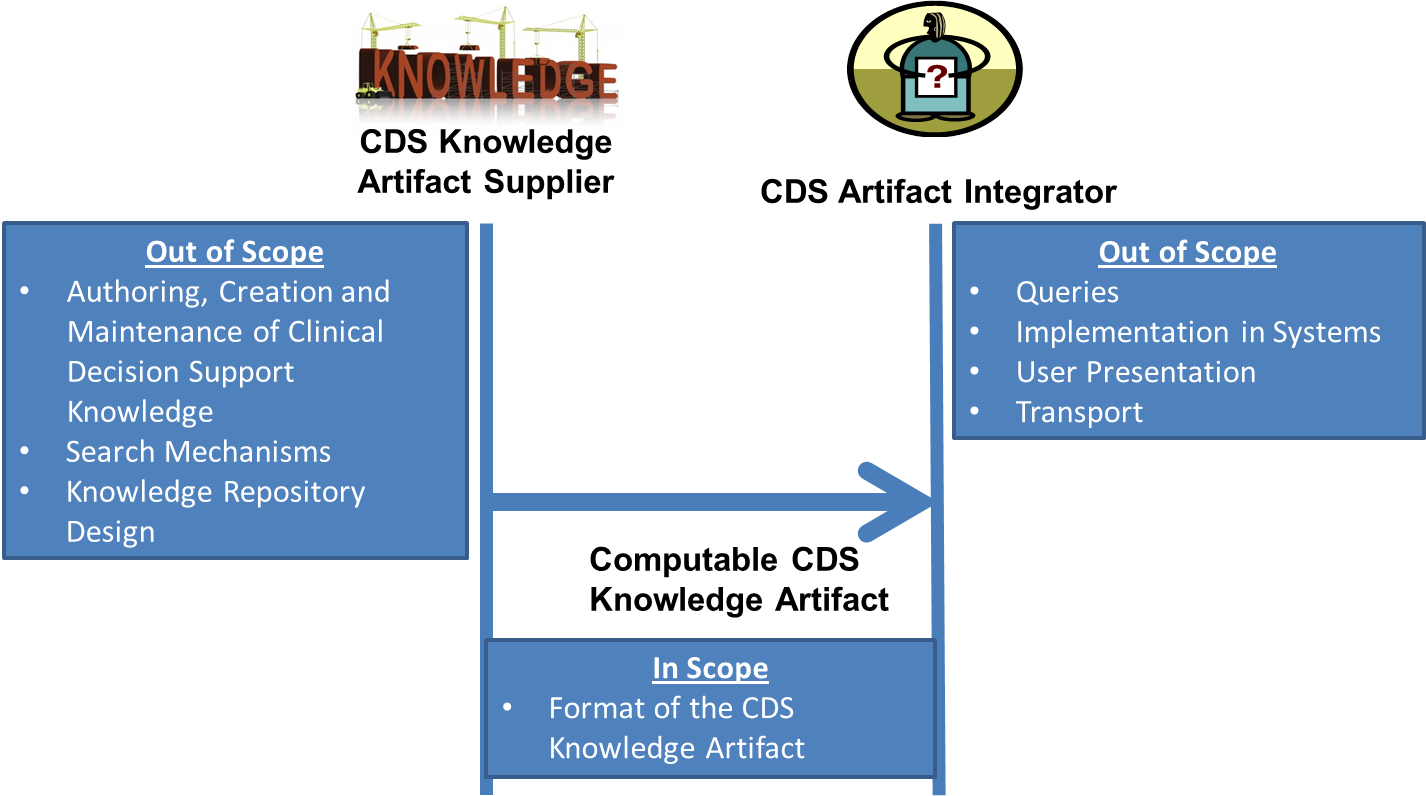 KNOWLEDGE
CDS Knowledge
Artifact Supplier
?
CDS Artifact Integrator
Out of Scope
• Authoring, Creation and
Maintenance of Clinical
Decision Support
Knowledge
• Search Mechanisms
• Knowledge Repository
Design
Out of Scope
• Queries
• Implementation in Systems
• User Presentation
• Transport
Computable CDS
Knowledge Artifact
In Scope
• Format of the CDS
Knowledge Artifact